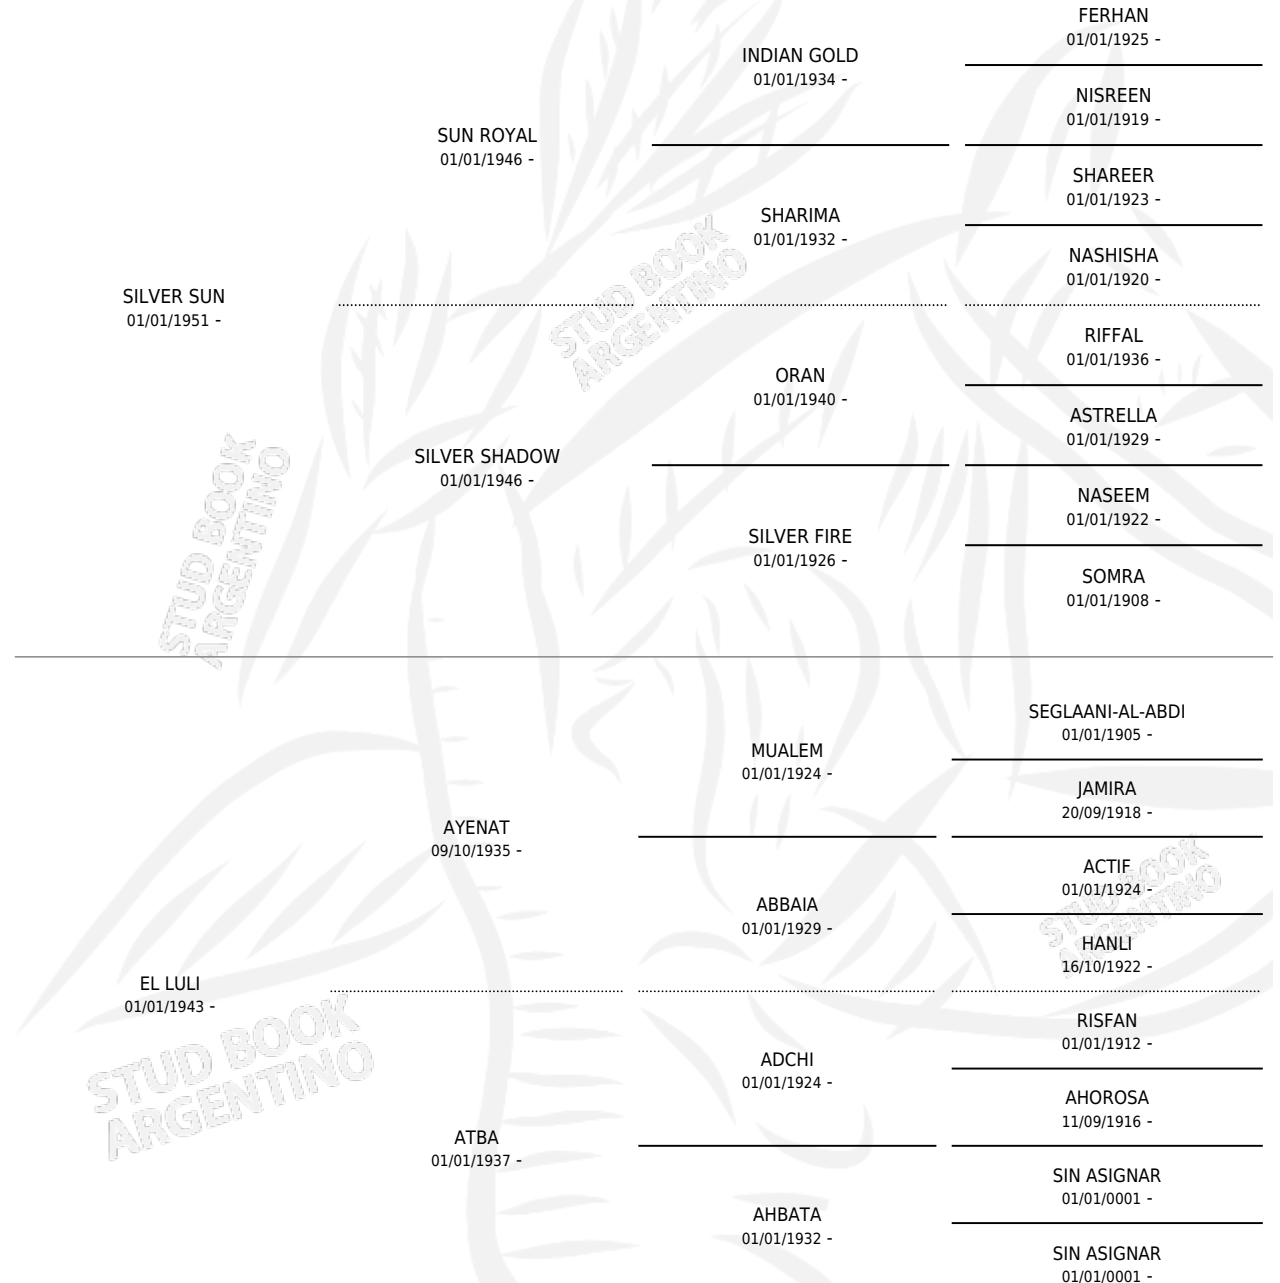 FERHAN
01/01/1925 -
INDIAN GOLD
01/01/1934 -
NISREEN
01/01/1919 -
SUN ROYAL
01/01/1946 -
SHAREER
01/01/1923 -
SHARIMA
01/01/1932 -
NASHISHA
01/01/1920 -
SILVER SUN
01/01/1951 -
RIFFAL
01/01/1936 -
ORAN
01/01/1940 -
ASTRELLA
01/01/1929 -
SILVER SHADOW
01/01/1946 -
NASEEM
01/01/1922 -
SILVER FIRE
01/01/1926 -
SOMRA
01/01/1908 -
STUD BOOK
ARGENTINO
STUD BOOK
ARGENTINO
SEGLAANI-AL-ABDI
01/01/1905 -
MUALEM
01/01/1924 -
JAMIRA
20/09/1918 -
AYENAT
09/10/1935 -
ACTIF
01/01/1924 -
ABBAIA
01/01/1929 -
HANLI
16/10/1922 -
EL LULI
01/01/1943 -
RISFAN
01/01/1912 -
ADCHI
01/01/1924 -
AHOROSA
11/09/1916 -
ATBA
01/01/1937 -
SIN ASIGNAR
01/01/0001 -
AHBATA
01/01/1932 -
SIN ASIGNAR
01/01/0001 -
STUD BOOK
ARGENTINO
STUD BOOK
ARGENTINO